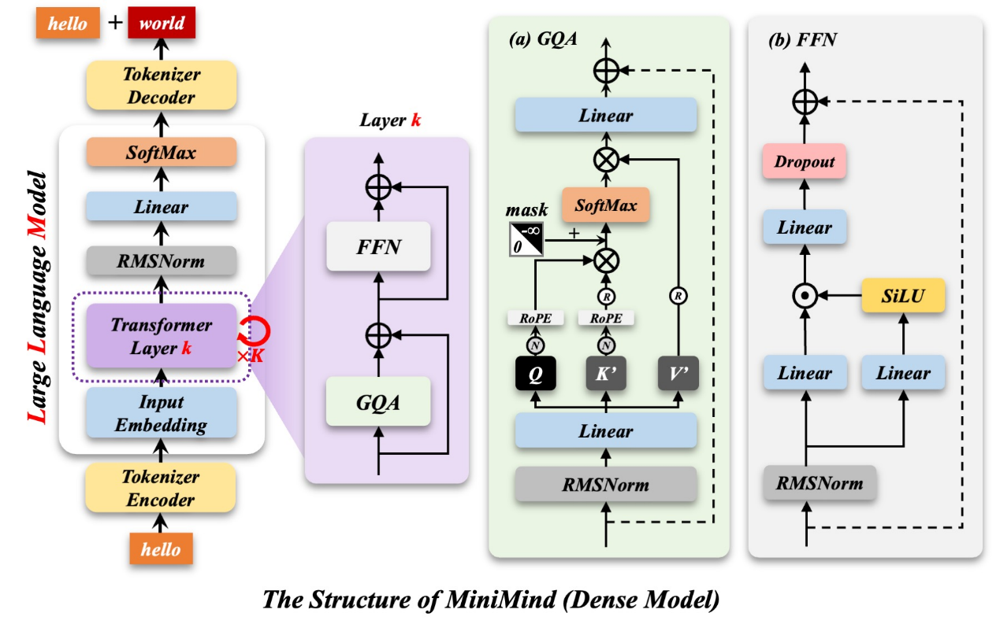 hello + world
Tokenizer
Decoder
SoftMax
Linear
RMSNorm
Transformer
Layer k
×K
Input
Embedding
Tokenizer
Encoder
hello
Large Language Model
Layer k
FFN
GQA
(a) GQA
Linear
SoftMax
mask
-∞
0
+
R
R
RoPE
RoPE
N
N
Q
K’
V’
Linear
RMSNorm
(b) FFN
Dropout
Linear
SiLU
Linear
Linear
RMSNorm
The Structure of MiniMind (Dense Model)